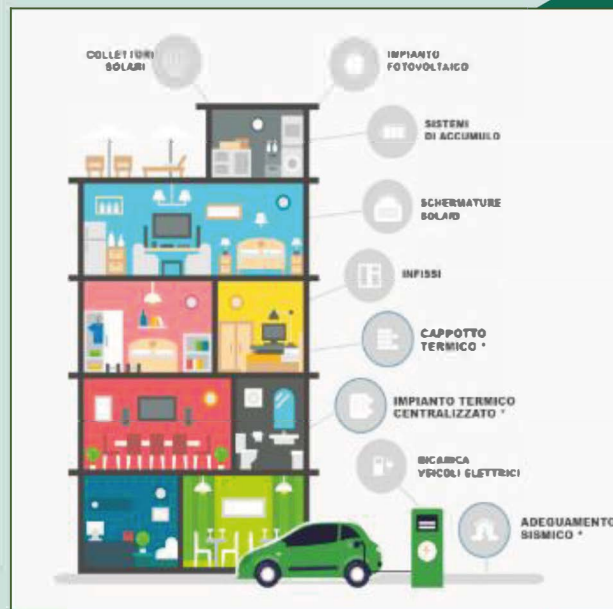 COLLETTORI
SOLARI
IMPIANTO
FOTOVOLTAICO
SISTEMI
DI ACCUMULO
SCHERMATURE
SOLARI
INFISSI
CAPPOTTO
TERMICO *
IMPIANTO TERMICO
CENTRALIZZATO *
RICARICA
VEICOLI ELETTRICI
ADEGUAMENTO
SISMICO *